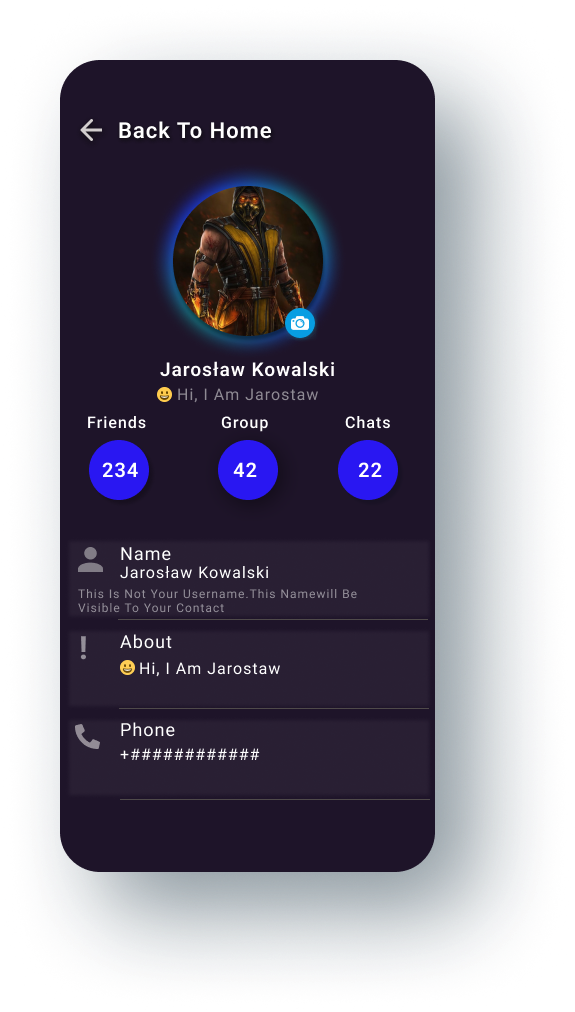 Back To Home
Jarosław Kowalski
😀 Hi, I Am Jarostaw
Friends Group Chats
234 42 22
Name
Jarosław Kowalski
This Is Not Your Username.This Namewill Be
Visible To Your Contact
About
😀 Hi, I Am Jarostaw
Phone
+############